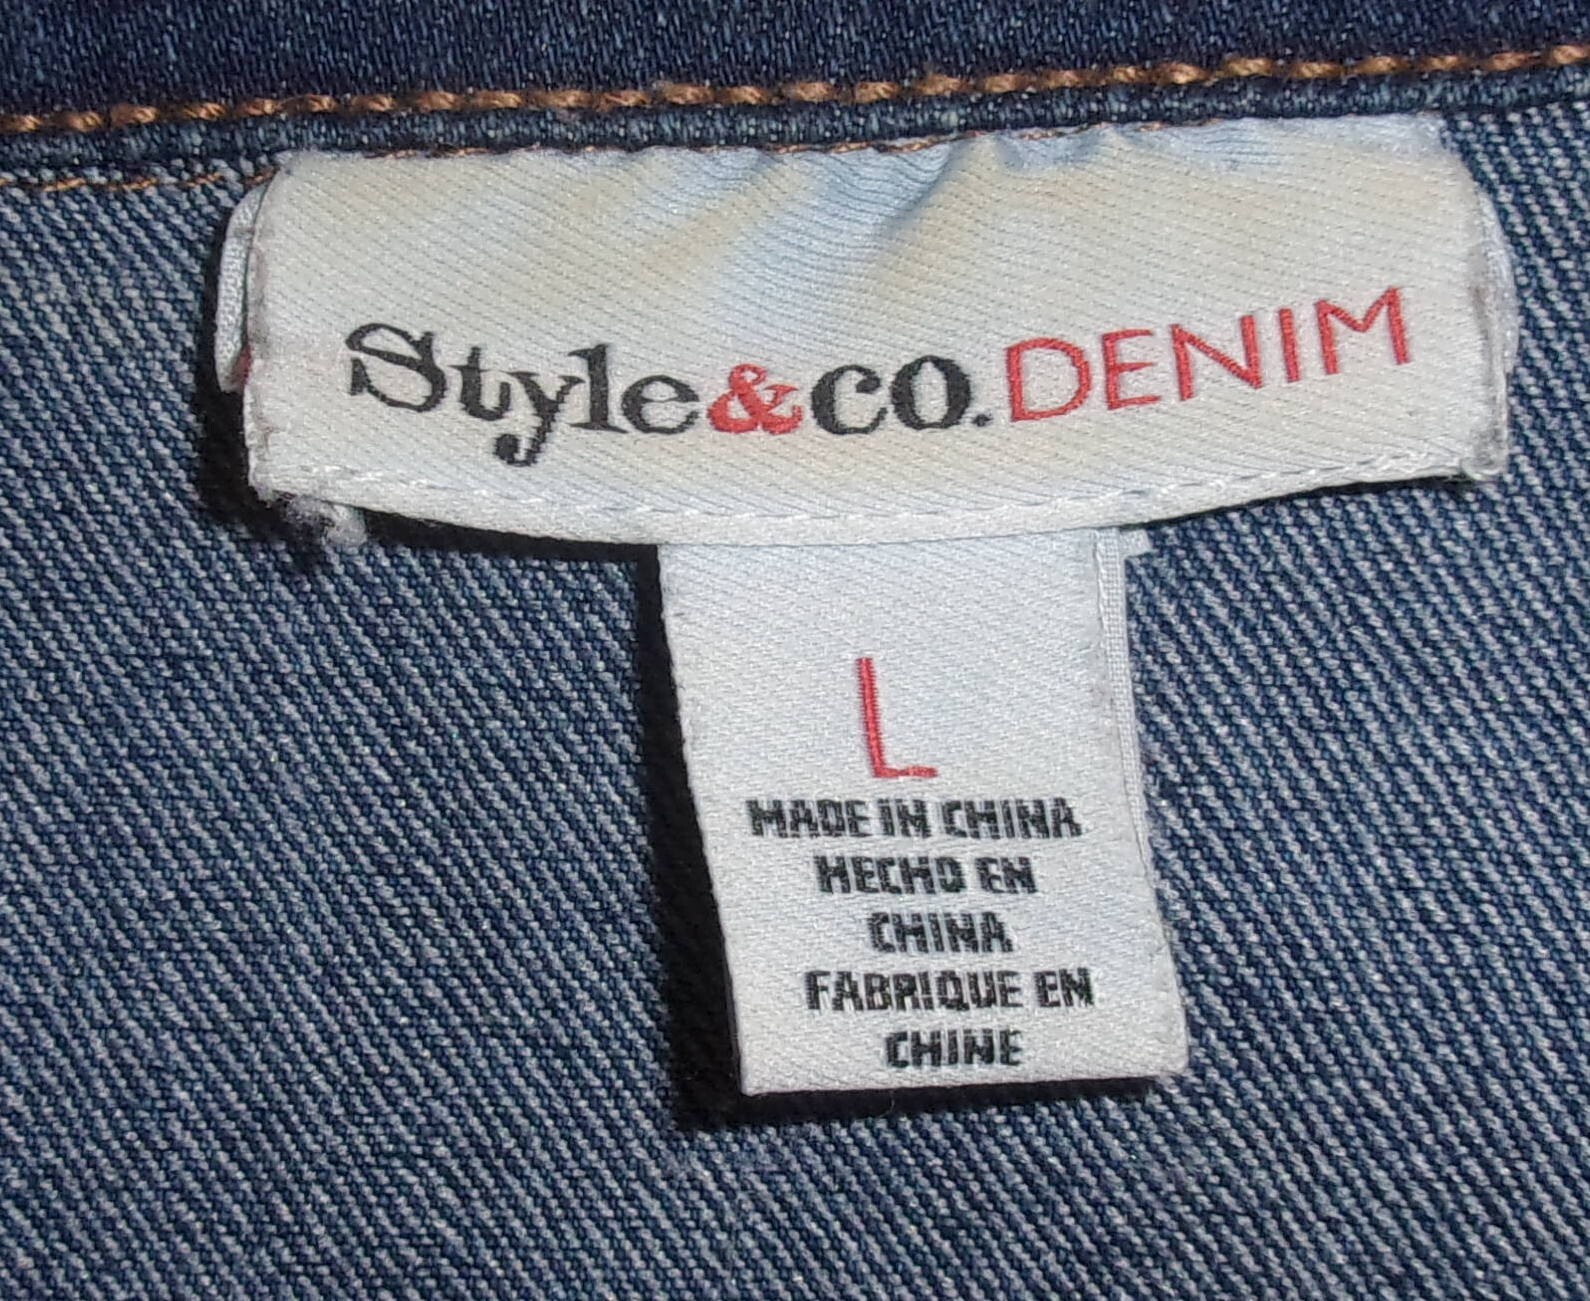 Style&co. DENIM
L
MADE IN CHINA
HECHO EN
CHINA
FABRIQUE EN
CHINE